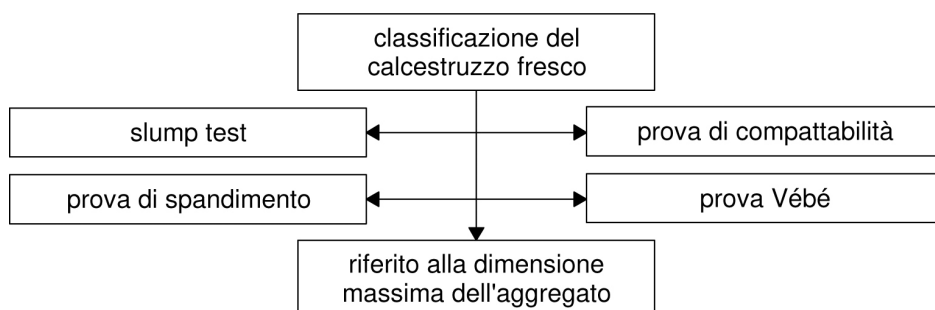 classificazione del
calcestruzzo fresco
slump test
prova di compattabilità
prova di spandimento
prova Vébé
riferito alla dimensione
massima dell'aggregato